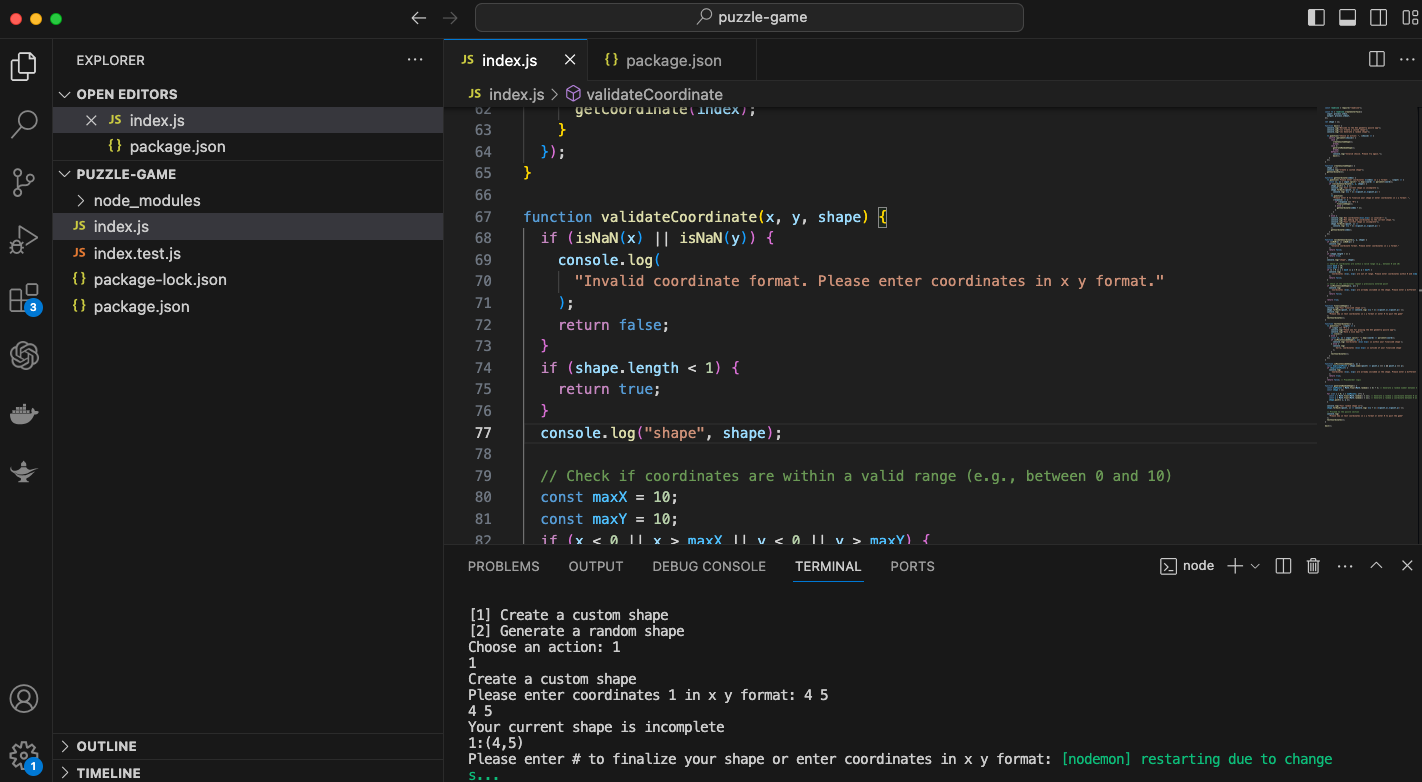 puzzle-game
EXPLORER
OPEN EDITORS
JS index.js
{} package.json
PUZZLE-GAME
node_modules
JS index.js
JS index.test.js
{} package-lock.json
{} package.json
3
1
OUTLINE
TIMELINE
JS index.js
{} package.json
JS index.js > validateCoordinate
62 getCoordinate(index);
63 }
64 });
65 }
66
67 function validateCoordinate(x, y, shape) {
68 if (isNaN(x) || isNaN(y)) {
69 console.log(
70 "Invalid coordinate format. Please enter coordinates in x y format."
71 );
72 return false;
73 }
74 if (shape.length < 1) {
75 return true;
76 }
77 console.log("shape", shape);
78
79 // Check if coordinates are within a valid range (e.g., between 0 and 10)
80 const maxX = 10;
81 const maxY = 10;
82 if (x < 0 || x > maxX || y < 0 || y > maxY) {
PROBLEMS OUTPUT DEBUG CONSOLE TERMINAL PORTS
node
[1] Create a custom shape
[2] Generate a random shape
Choose an action: 1
1
Create a custom shape
Please enter coordinates 1 in x y format: 4 5
4 5
Your current shape is incomplete
1:(4,5)
Please enter # to finalize your shape or enter coordinates in x y format: [nodemon] restarting due to change
s...